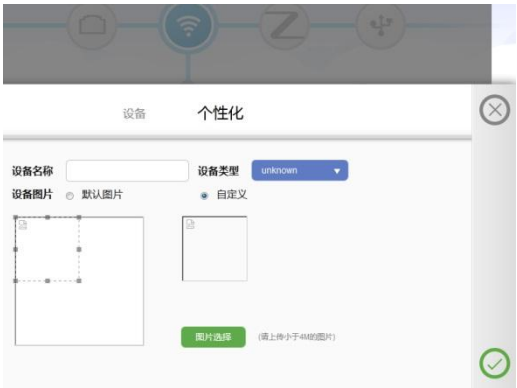 设备 个性化
设备名称 设备类型 unknown
设备图片 默认图片 自定义
图片选择 (请上传小于4M的图片)